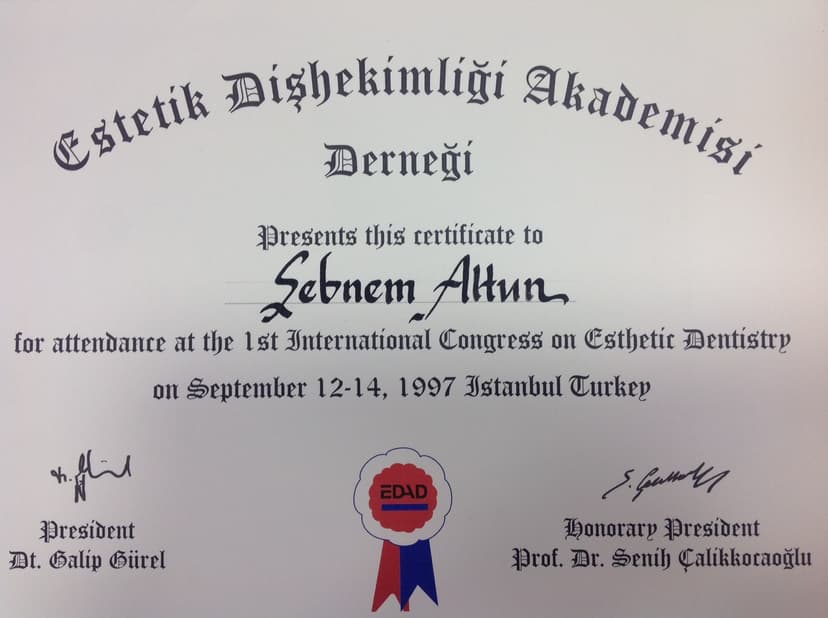 Estetik Dişhekimliği Akademisi
Derneği
Presents this certificate to
Şebnem Altun
for attendance at the 1st International Congress on Esthetic Dentistry
on September 12-14, 1997 Istanbul Turkey
EDAD
President
Dt. Galip Gürel
Honorary President
Prof. Dr. Senih Çalikkocaoğlu